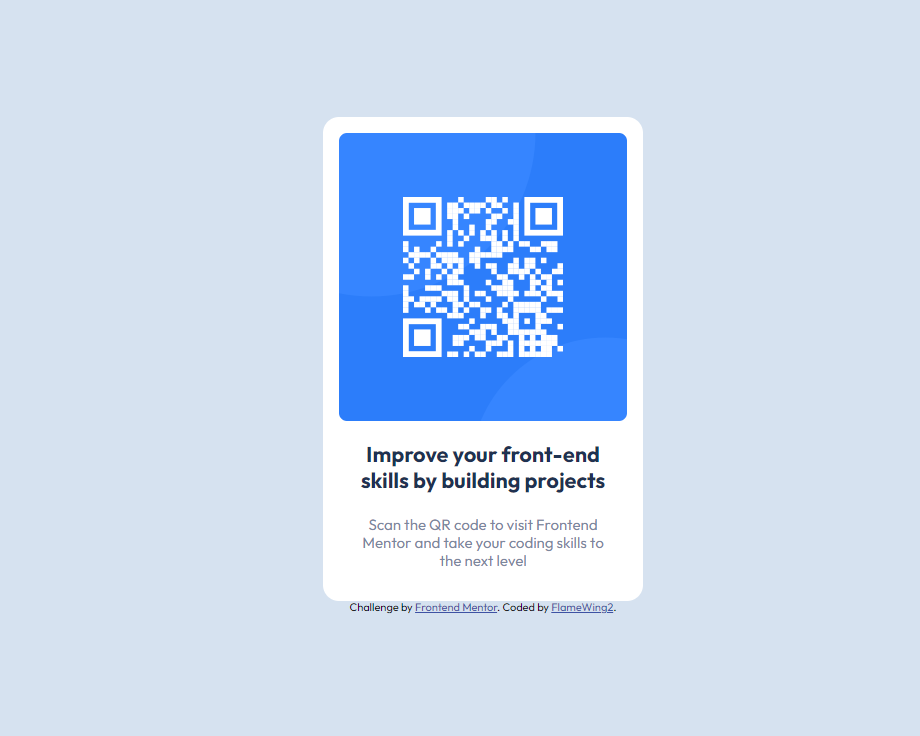 Improve your front-end
skills by building projects
Scan the QR code to visit Frontend
Mentor and take your coding skills to
the next level
Challenge by Frontend Mentor. Coded by FlameWing2.